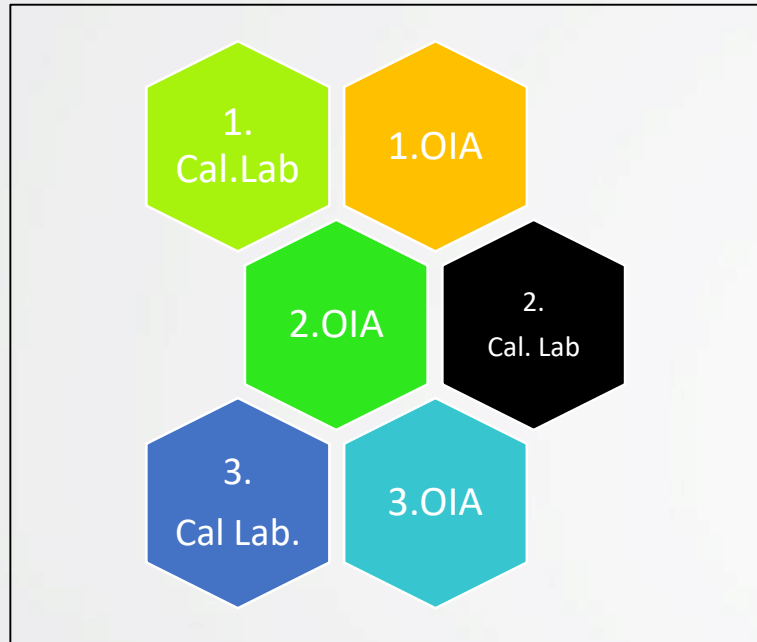 1.
Cal.Lab
1.OIA
2.OIA
2.
Cal. Lab
3.
Cal Lab.
3.OIA